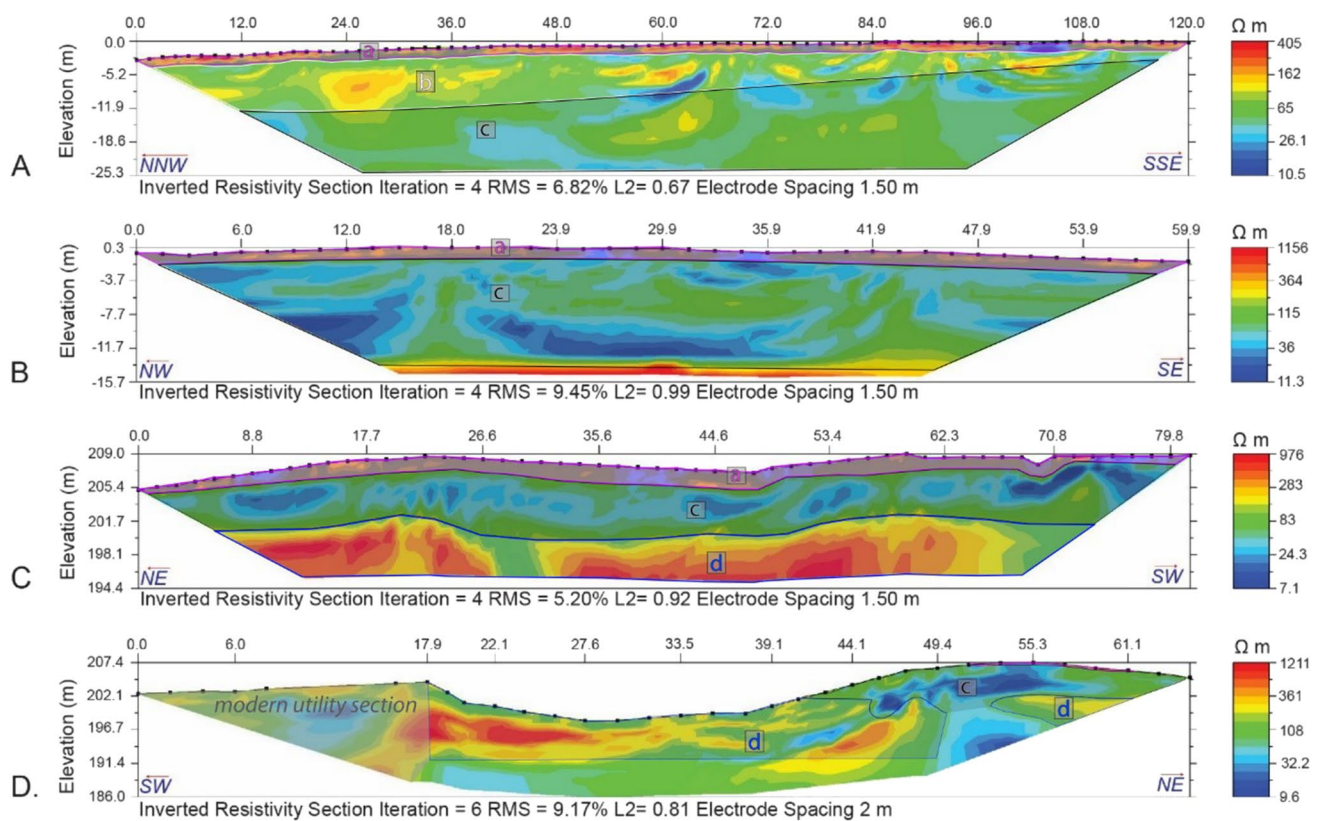 0.0 12.0 24.0 36.0 48.0 60.0 72.0 84.0 96.0 108.0 120.0 Ω m
0.0 a 405
-5.2 b 162
Elevation (m)
-11.9 65
c
-18.6 26.1
A NNW SSE
-25.3 10.5
Inverted Resistivity Section Iteration = 4 RMS = 6.82% L2= 0.67 Electrode Spacing 1.50 m
0.0 6.0 12.0 18.0 23.9 29.9 35.9 41.9 47.9 53.9 59.9 Ω m
0.3 a 1156
-3.7 c 364
Elevation (m)
-7.7 115
-11.7 36
B NW SE
-15.7 11.3
Inverted Resistivity Section Iteration = 4 RMS = 9.45% L2= 0.99 Electrode Spacing 1.50 m
0.0 8.8 17.7 26.6 35.6 44.6 53.4 62.3 70.8 79.8 Ω m
209.0 976
a
205.4 283
c
Elevation (m)
201.7 83
198.1 d 24.3
C NE SW
194.4 7.1
Inverted Resistivity Section Iteration = 4 RMS = 5.20% L2= 0.92 Electrode Spacing 1.50 m
0.0 6.0 17.9 22.1 27.6 33.5 39.1 44.1 49.4 55.3 61.1 Ω m
207.4 1211
c
202.1 361
modern utility section d
Elevation (m)
196.7 108
d
191.4 32.2
D. SW NE
186.0 9.6
Inverted Resistivity Section Iteration = 6 RMS = 9.17% L2= 0.81 Electrode Spacing 2 m